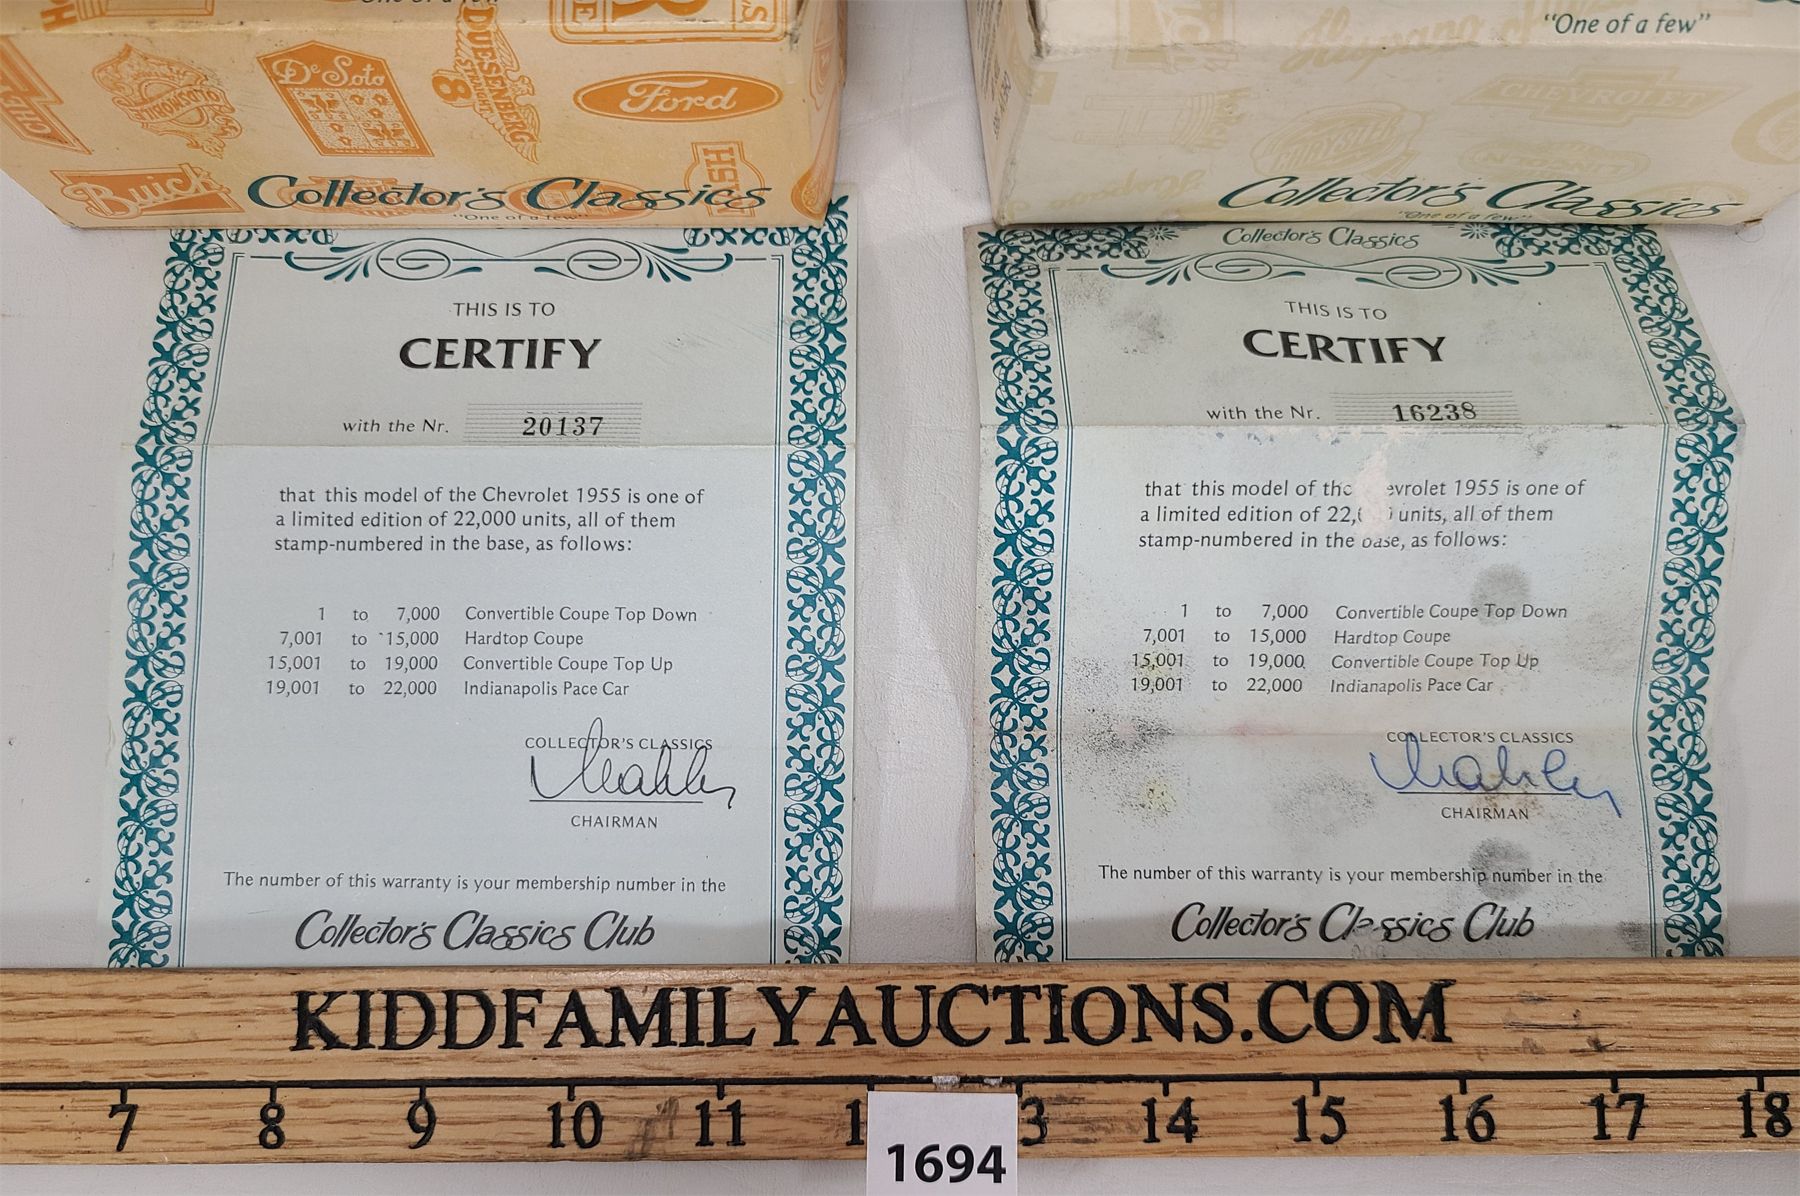 De Soto
DUESENBERG
STRAIGHT
8
Ford
Buick
OLDSMOBILE
NASH
Collector's Classics
"One of a few"
"One of a few"
CHEVROLET
CHRYSLER
Collector's Classics
"One of a few"
THIS IS TO
CERTIFY
with the Nr. 20137
that this model of the Chevrolet 1955 is one of
a limited edition of 22,000 units, all of them
stamp-numbered in the base, as follows:
1 to 7,000 Convertible Coupe Top Down
7,001 to 15,000 Hardtop Coupe
15,001 to 19,000 Convertible Coupe Top Up
19,001 to 22,000 Indianapolis Pace Car
COLLECTOR'S CLASSICS
CHAIRMAN
The number of this warranty is your membership number in the
Collector's Classics Club
Collector's Classics
THIS IS TO
CERTIFY
with the Nr. 16238
that this model of the evrolet 1955 is one of
a limited edition of 22, units, all of them
stamp-numbered in the base, as follows:
1 to 7,000 Convertible Coupe Top Down
7,001 to 15,000 Hardtop Coupe
15,001 to 19,000 Convertible Coupe Top Up
19,001 to 22,000 Indianapolis Pace Car
COLLECTOR'S CLASSICS
CHAIRMAN
The number of this warranty is your membership number in the
Collector's Classics Club
KIDDFAMILYAUCTIONS.COM
7 8 9 10 11 1 3 14 15 16 17 18
1694